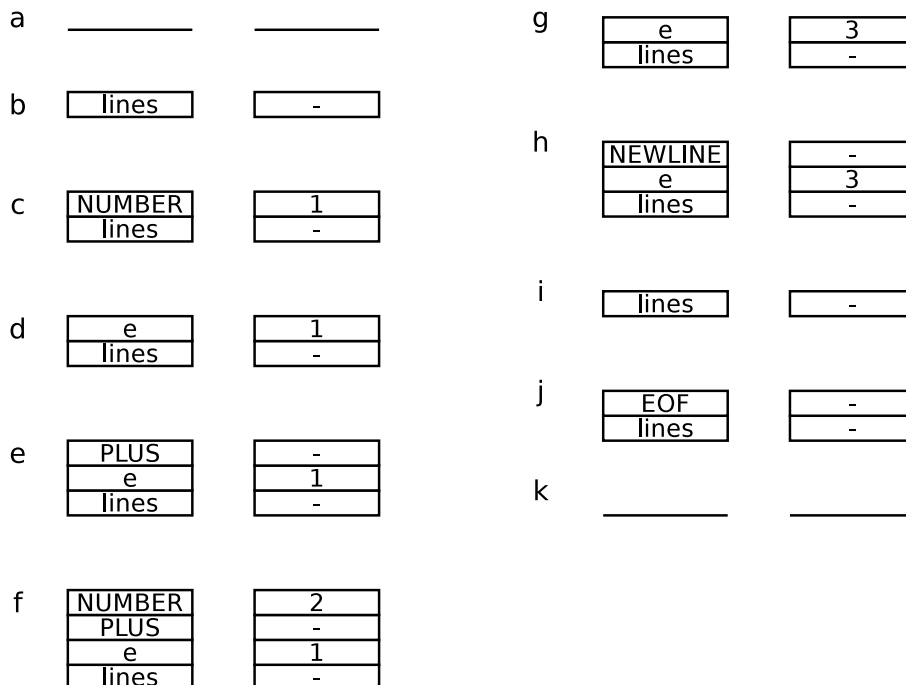 a
b
lines -
c
NUMBER 1
lines -
d
e 1
lines -
e
PLUS -
e 1
lines -
f
NUMBER 2
PLUS -
e 1
lines -
g
e 3
lines -
h
NEWLINE -
e 3
lines -
i
lines -
j
EOF -
lines -
k